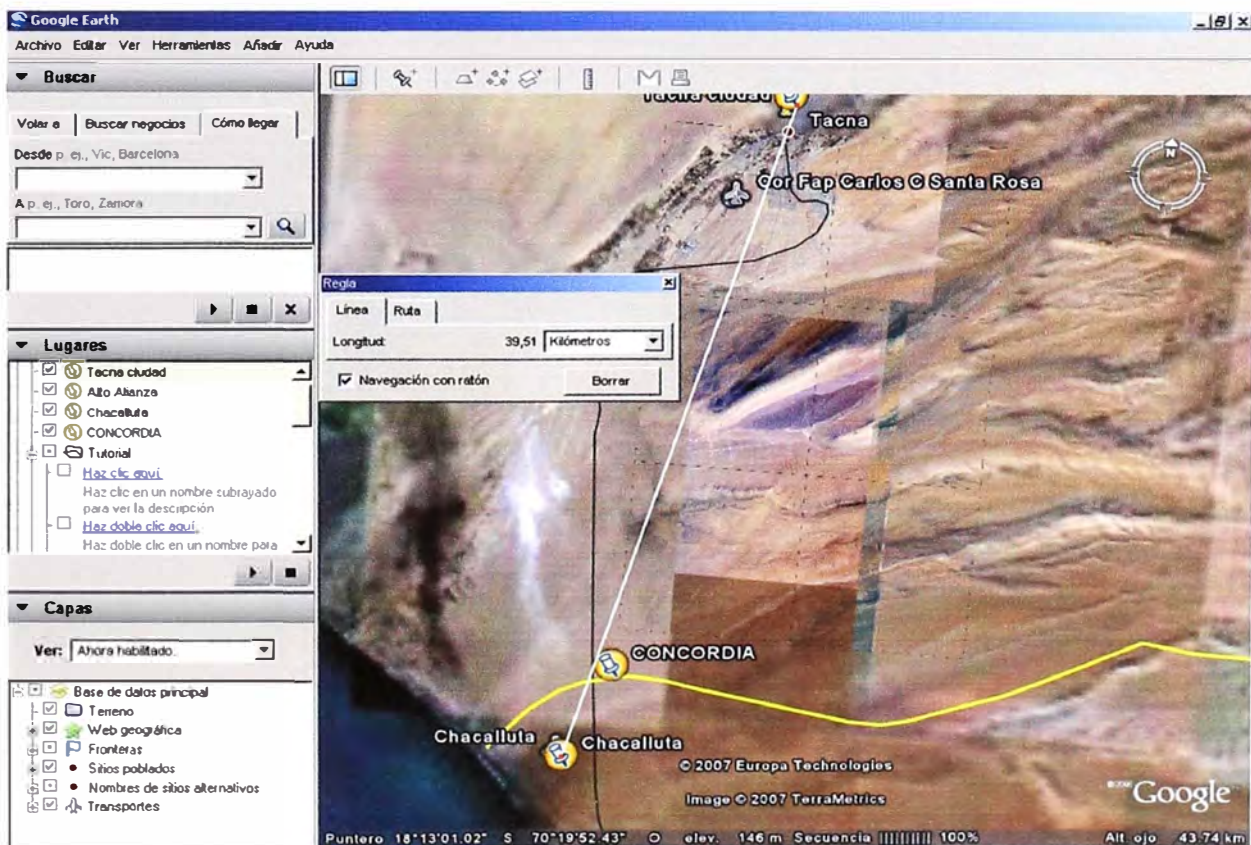 Google Earth
Archivo Editar Ver Herramientas Añadir Ayuda
Buscar
Volar a Buscar negocios Cómo llegar
Desde p. ej., Vic, Barcelona
A p. ej., Toro, Zamora
Lugares
Tacna ciudad
Alto Alianza
Chacalluta
CONCORDIA
Tutorial
Haz clic aquí
Haz clic en un nombre subrayado
para ver la descripción
Haz doble clic aquí.
Haz doble clic en un nombre para
Capas
Ver: Ahora habilitado.
Base de datos principal
Terreno
Web geográfica
Fronteras
Sitios poblados
Nombres de sitios alternativos
Transportes
Tacna Ciudad
Tacna
N
Cor Fap Carlos C Santa Rosa
Regla
Línea Ruta
Longitud: 39,51 Kilómetros
Navegación con ratón Borrar
CONCORDIA
Chacalluta Chacalluta
© 2007 Europa Technologies
Image © 2007 TerraMetrics
Google
Puntero 18°13'01.02" S 70°19'52.43" O elev. 146 m Secuencia |||||||||| 100% Alt. ojo 43.74 km